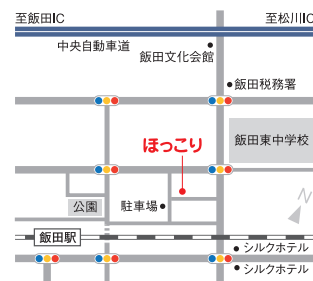 至飯田IC
至松川IC
中央自動車道
飯田文化会館
飯田税務署
ほっこり
飯田東中学校
公園
駐車場
N
飯田駅
シルクホテル
シルクホテル